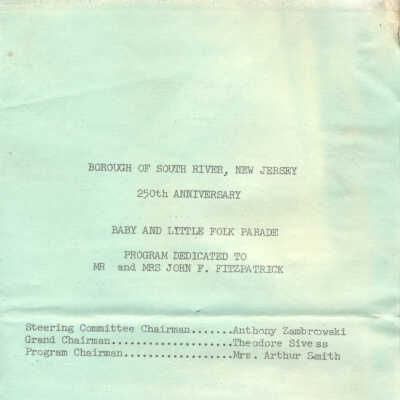 BOROUGH OF SOUTH RIVER, NEW JERSEY
250th ANNIVERSARY
BABY AND LITTLE FOLK PARADE
PROGRAM DEDICATED TO
MR and MRS JOHN F. FITZPATRICK
Steering Committee Chairman.......Anthony Zambrowski
Grand Chairman....................Theodore Sivess
Program Chairman..................Mrs. Arthur Smith